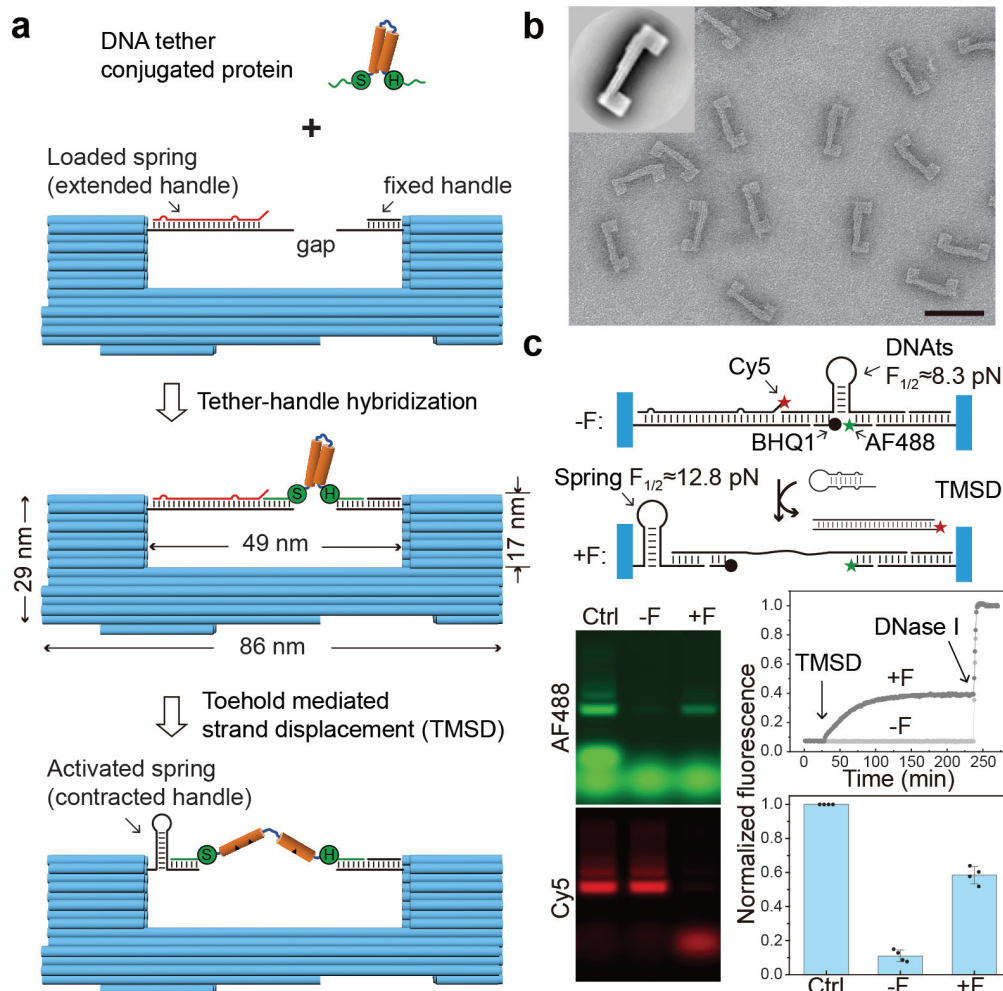 a
DNA tether
conjugated protein
S
H
+
Loaded spring
(extended handle)
fixed handle
gap
Tether-handle hybridization
S
H
29 nm
49 nm
17 nm
86 nm
Toehold mediated
strand displacement (TMSD)
Activated spring
(contracted handle)
S
H
b
c
Cy5
DNAts
F1/2≈8.3 pN
-F:
BHQ1
AF488
Spring F1/2≈12.8 pN
TMSD
+F:
Ctrl -F +F
AF488
Cy5
Normalized fluorescence
1.0
0.8
0.6
0.4
0.2
0.0
TMSD
DNase I
+F
-F
0 50 100 150 200 250
Time (min)
1.0
0.8
0.6
0.4
0.2
0.0
Ctrl -F +F